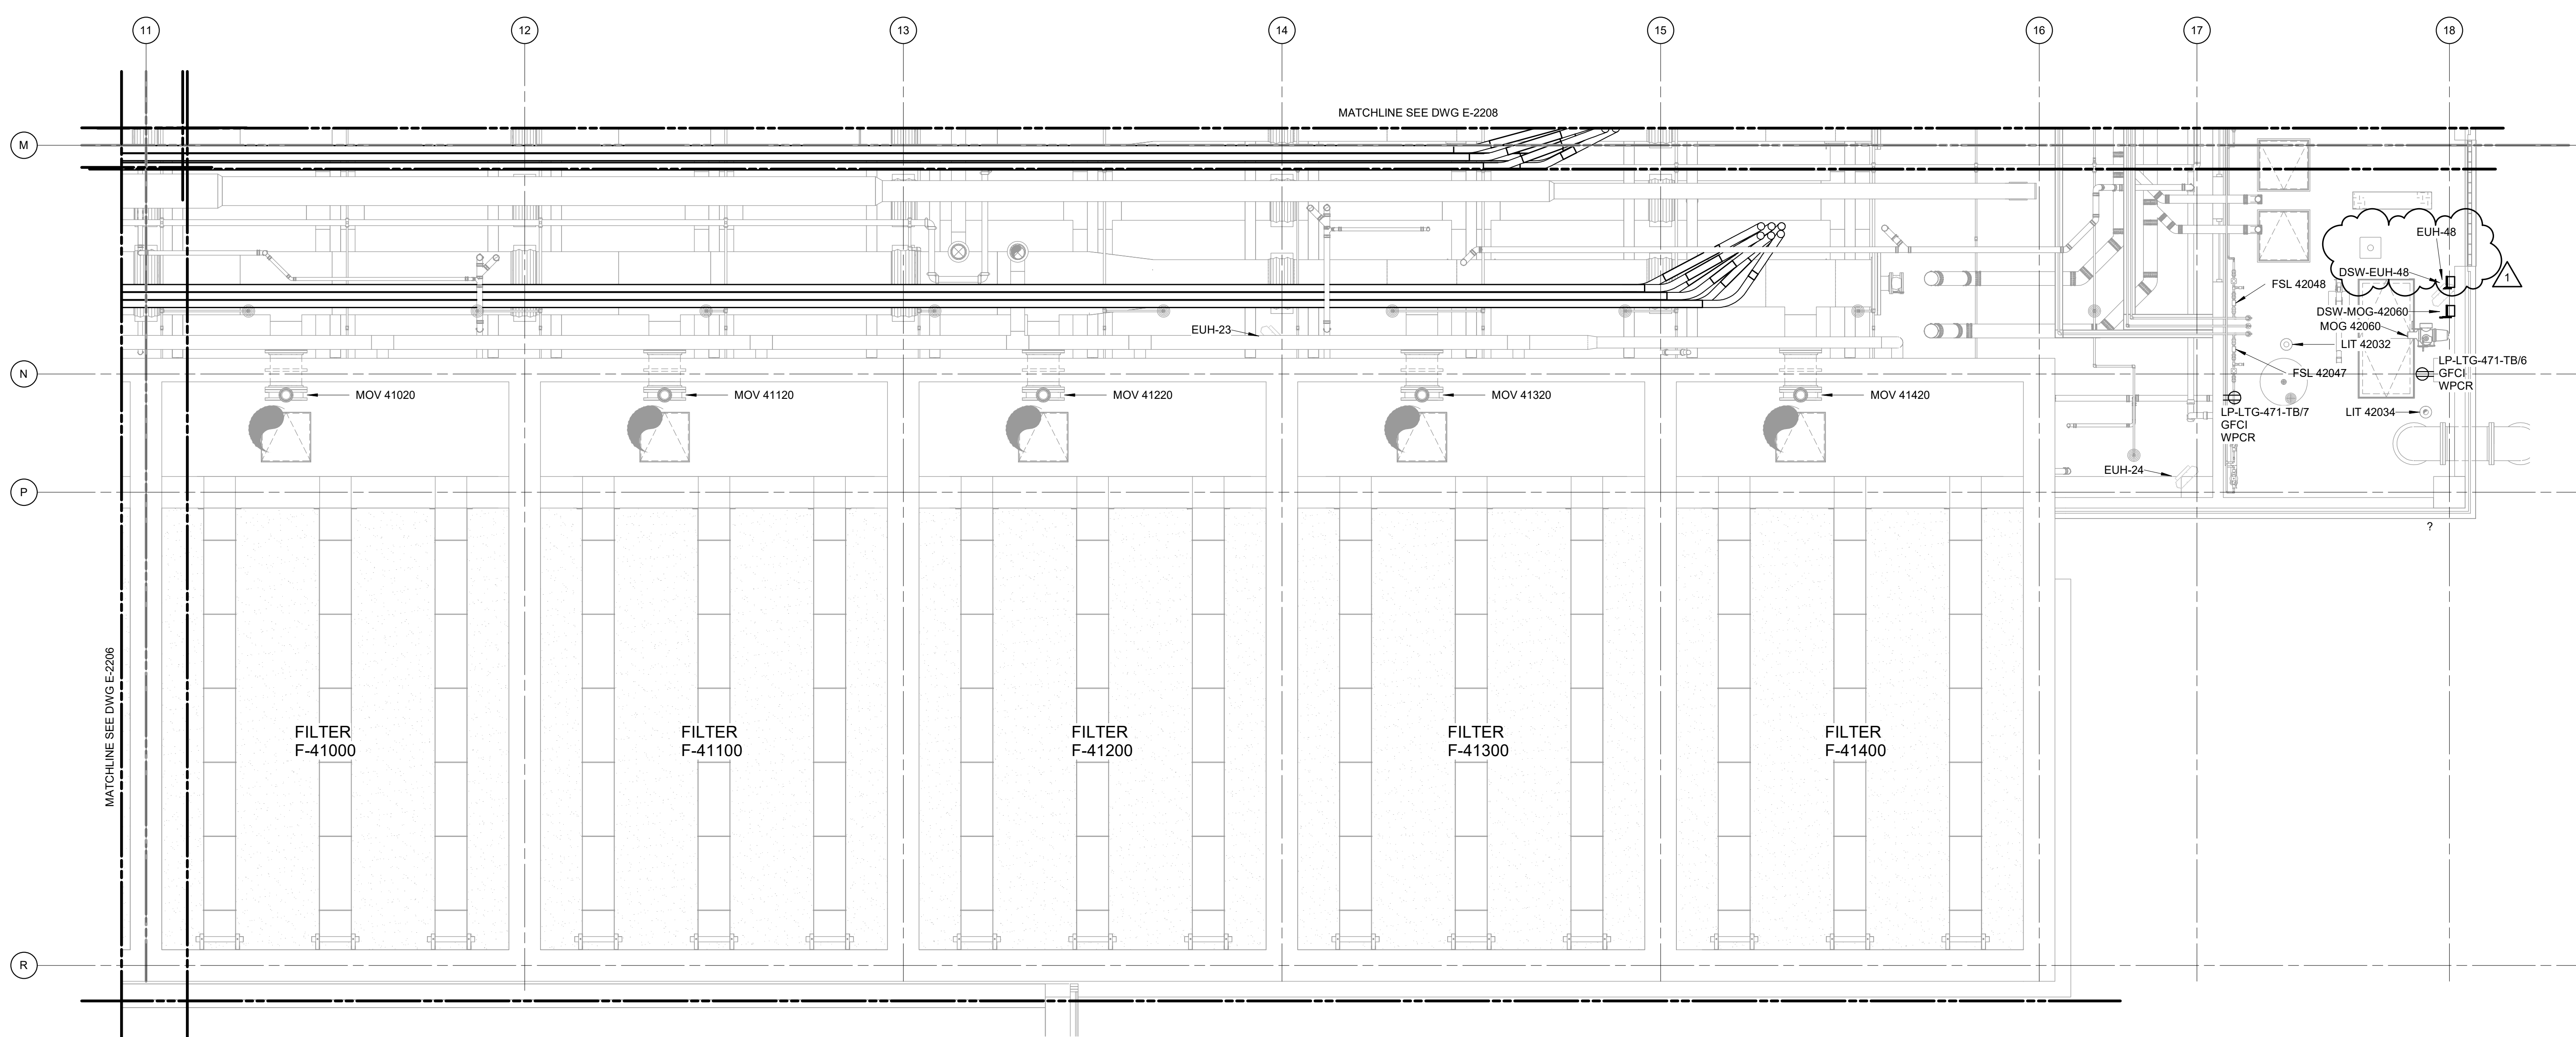 11
12
13
14
15
16
17
18
MATCHLINE SEE DWG E-2208
M
EUH-48
DSW-EUH-48
1
FSL 42048
DSW-MOG-42060
MOG 42060
EUH-23
LIT 42032
LP-LTG-471-TB/6
GFCI
WPCR
N
FSL 42047
MOV 41020
MOV 41120
MOV 41220
MOV 41320
MOV 41420
LP-LTG-471-TB/7
GFCI
WPCR
LIT 42034
EUH-24
P
?
MATCHLINE SEE DWG E-2206
FILTER
F-41000
FILTER
F-41100
FILTER
F-41200
FILTER
F-41300
FILTER
F-41400
R